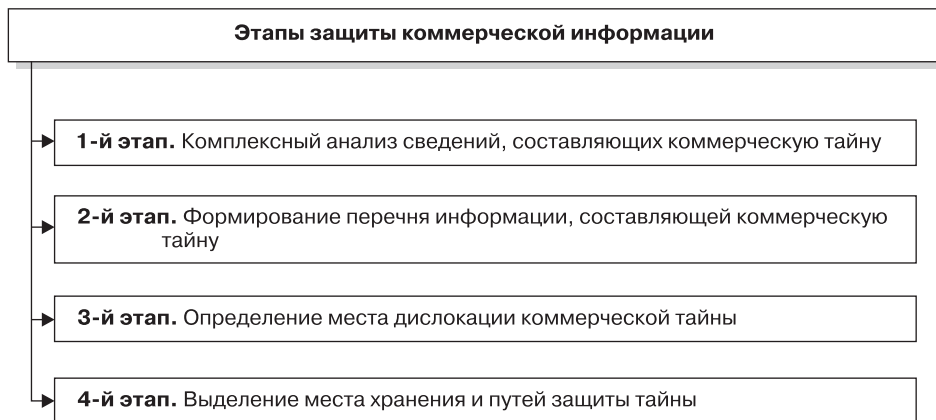 Этапы защиты коммерческой информации
1-й этап. Комплексный анализ сведений, составляющих коммерческую тайну
2-й этап. Формирование перечня информации, составляющей коммерческую
тайну
3-й этап. Определение места дислокации коммерческой тайны
4-й этап. Выделение места хранения и путей защиты тайны